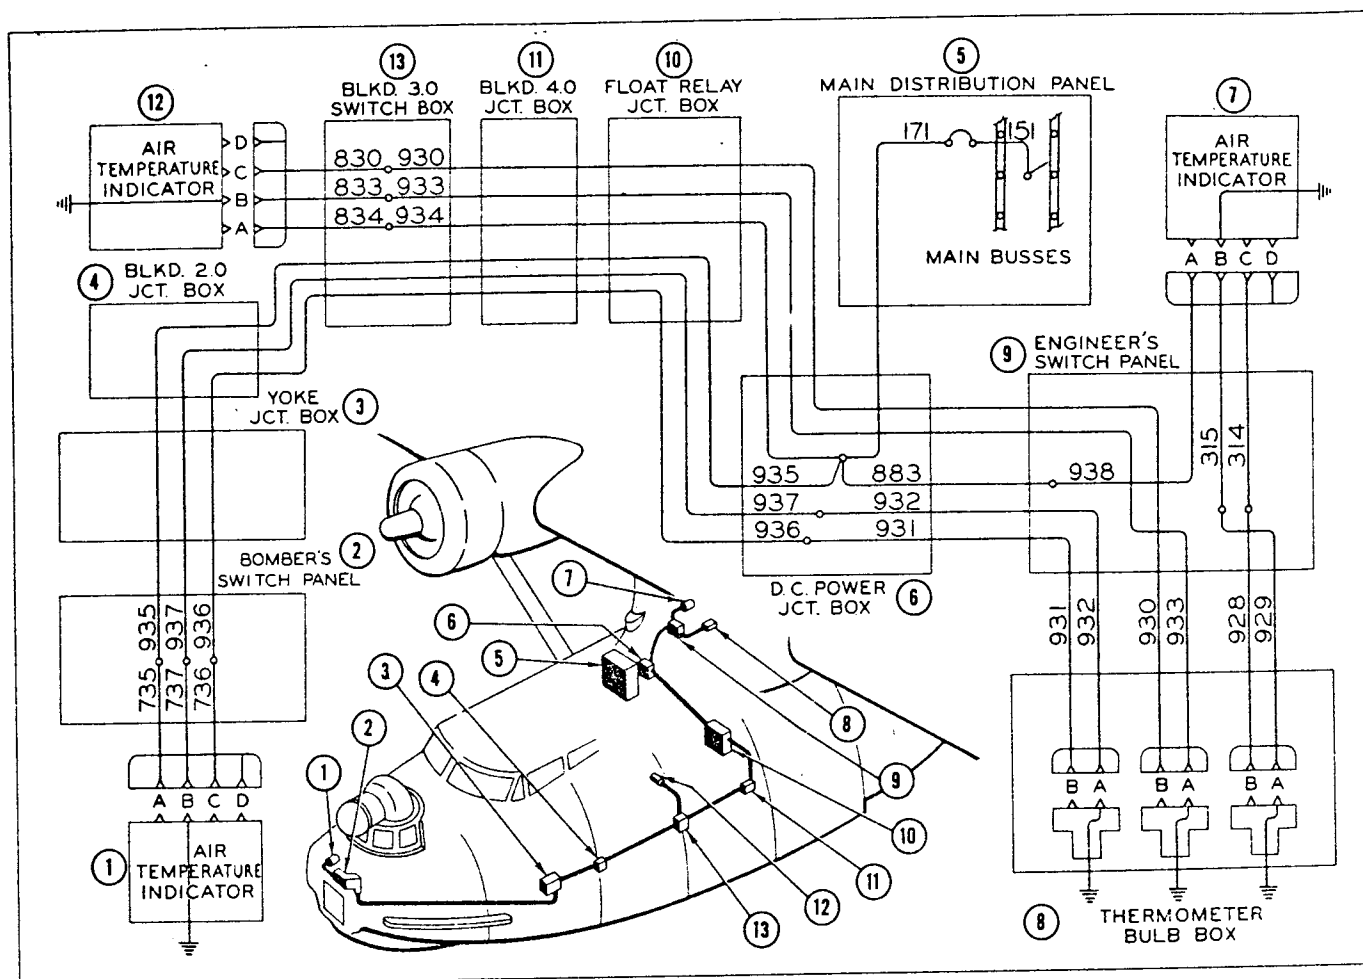 13
BLKD. 3.0
SWITCH BOX
11
BLKD. 4.0
JCT. BOX
10
FLOAT RELAY
JCT. BOX
5
MAIN DISTRIBUTION PANEL
171
151
MAIN BUSSES
7
AIR
TEMPERATURE
INDICATOR
A B C D
12
AIR
TEMPERATURE
INDICATOR
D
C
B
A
830 930
833 933
834 934
4
BLKD. 2.0
JCT. BOX
YOKE
JCT. BOX
3
9
ENGINEER'S
SWITCH PANEL
315
314
935 883
938
937 932
936 931
D.C. POWER
JCT. BOX
6
BOMBER'S
SWITCH PANEL
2
935
937
936
735
737
736
A B C D
1
AIR
TEMPERATURE
INDICATOR
931
932
930
933
928
929
B A
B A
B A
8
THERMOMETER
BULB BOX
7
6
5
4
3
2
1
8
9
10
11
12
13